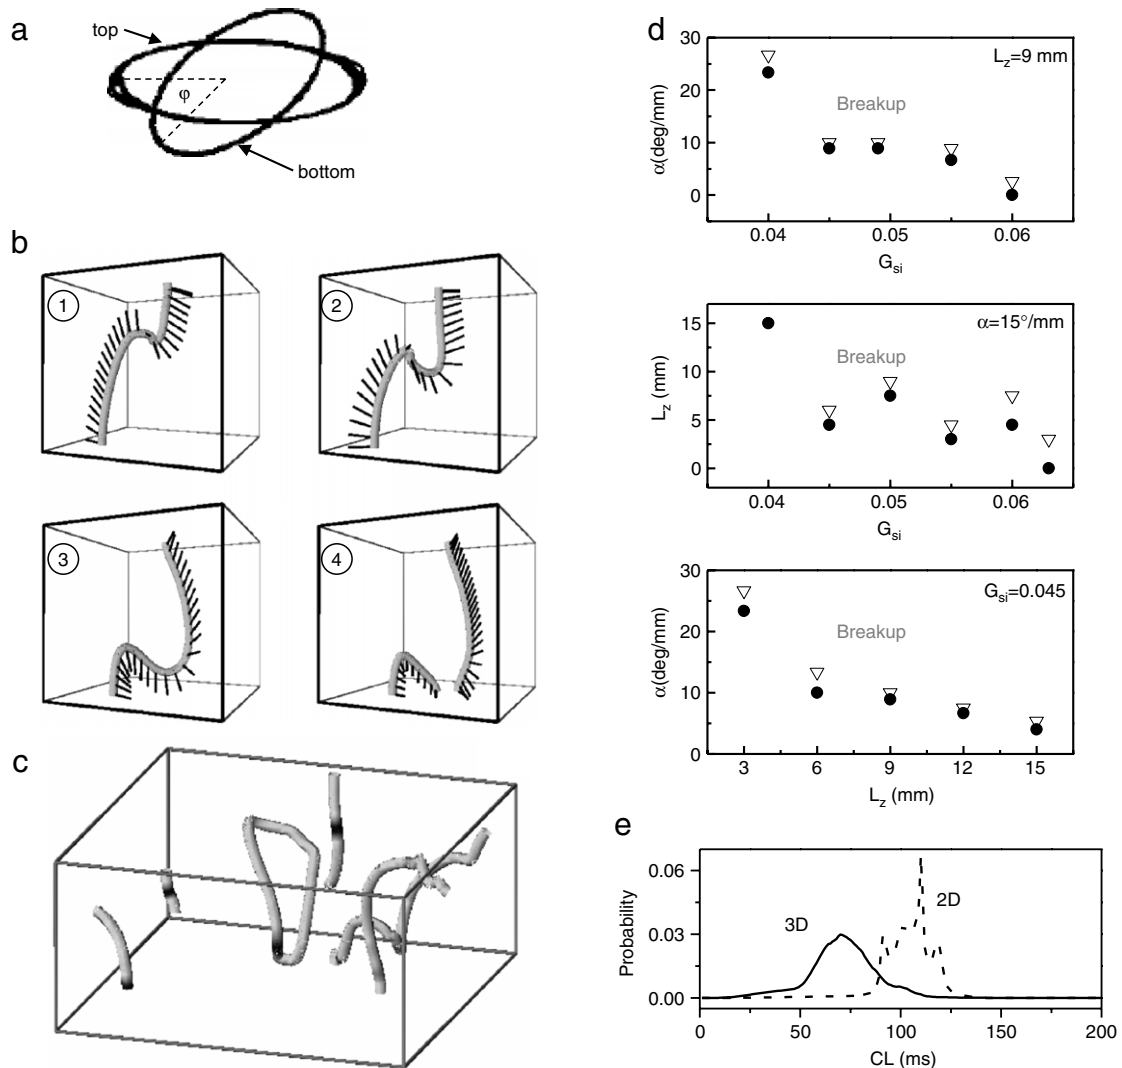 a
top
φ
bottom
b
1
2
3
4
c
d
30
20
10
0
α(deg/mm)
L_z=9 mm
Breakup
0.04
0.05
0.06
G_si
15
10
5
0
L_z (mm)
α=15°/mm
Breakup
0.04
0.05
0.06
G_si
30
20
10
0
α(deg/mm)
G_si=0.045
Breakup
3
6
9
12
15
L_z (mm)
e
0.06
0.03
0.00
Probability
3D
2D
0
50
100
150
200
CL (ms)